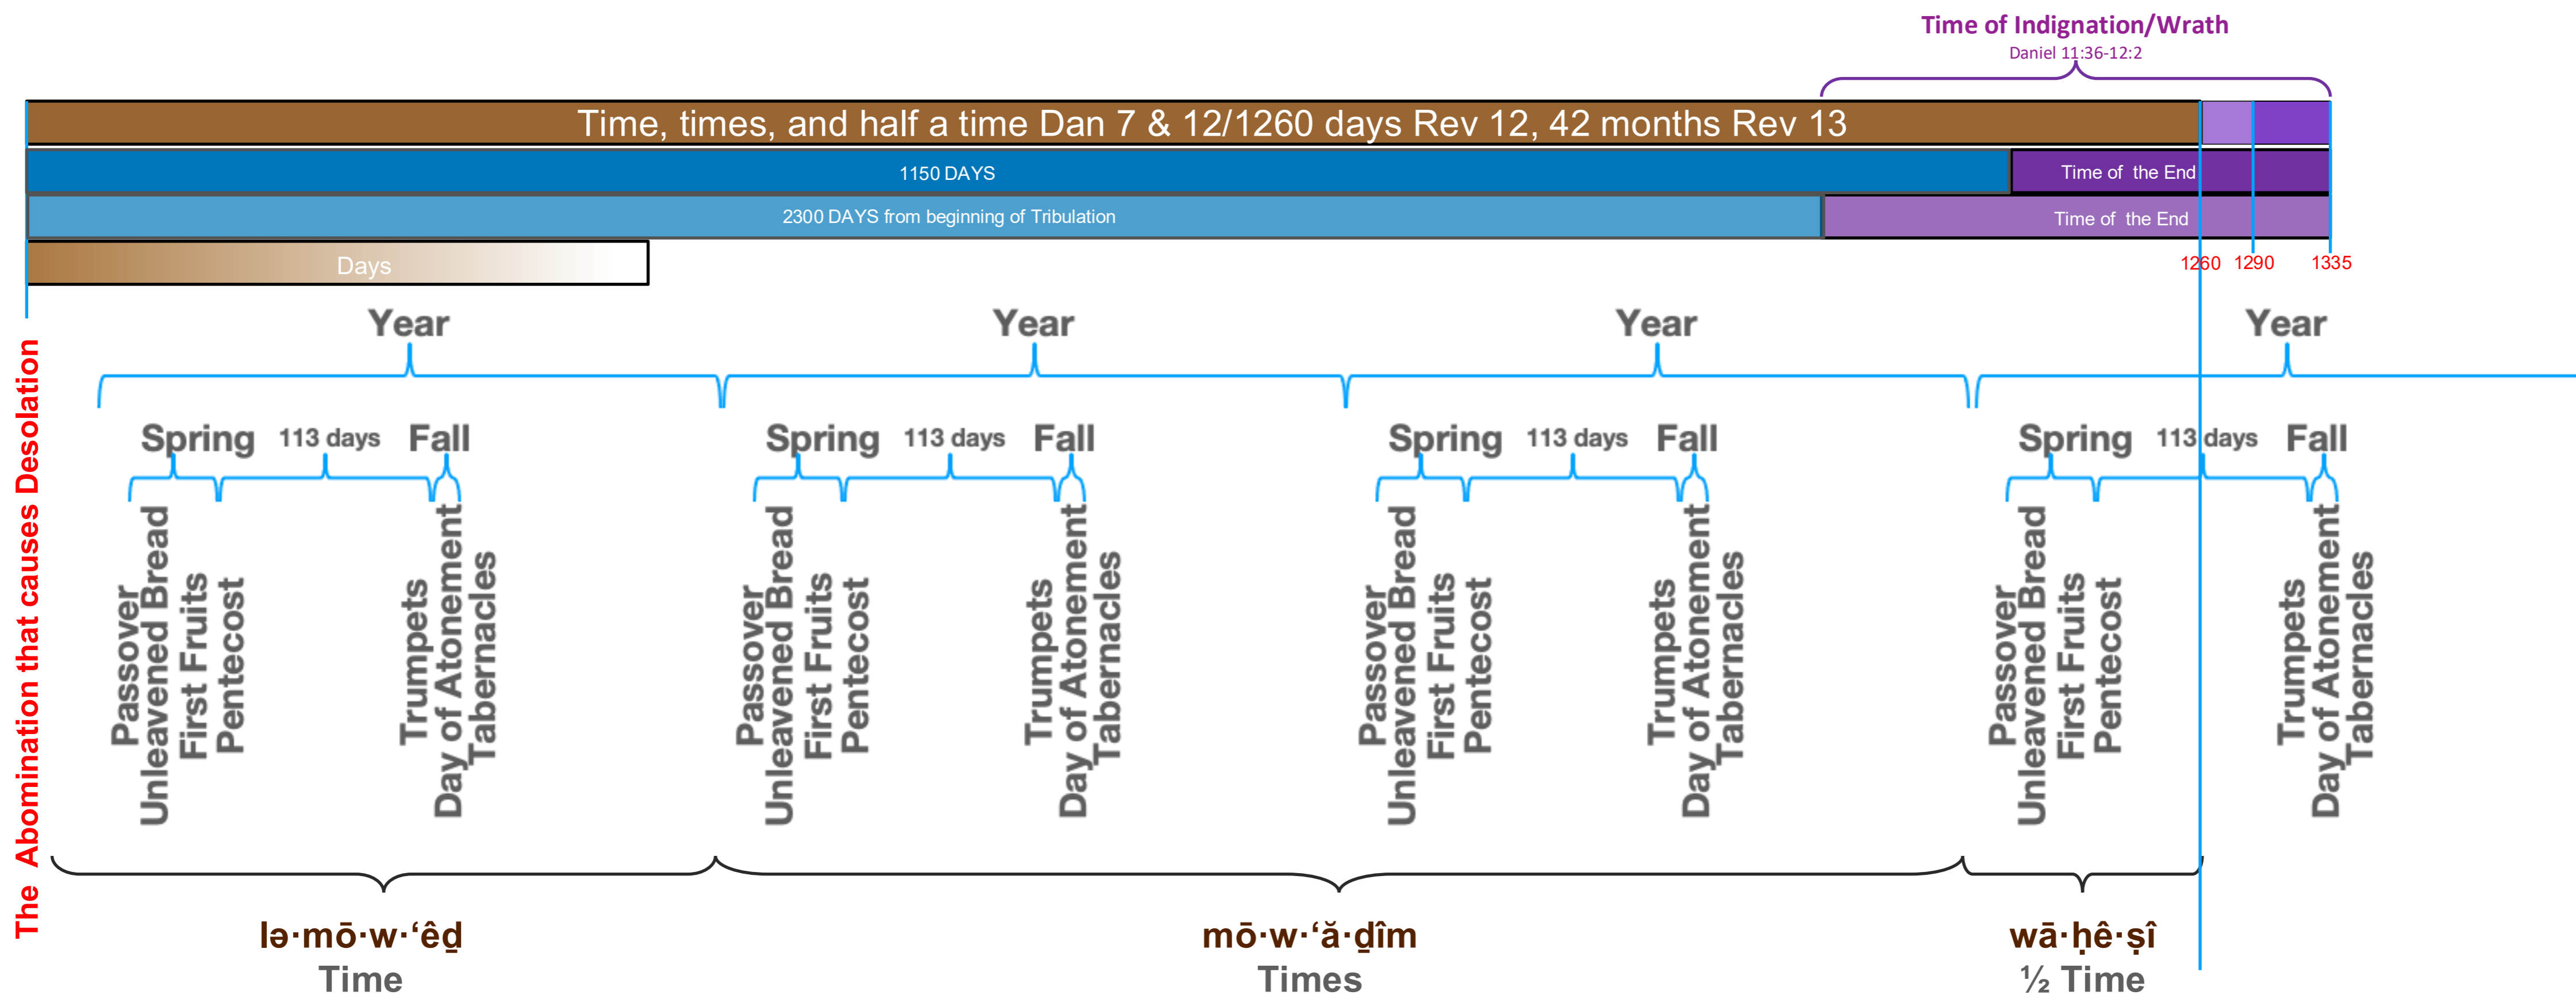 Time of Indignation/Wrath
Daniel 11:36-12:2
Time, times, and half a time Dan 7 & 12/1260 days Rev 12, 42 months Rev 13
1150 DAYS
Time of the End
2300 DAYS from beginning of Tribulation
Time of the End
Days
1260
1290
1335
The Abomination that causes Desolation
Year
Spring
113 days
Fall
Passover
Unleavened Bread
First Fruits
Pentecost
Trumpets
Day of Atonement
Tabernacles
Year
Spring
113 days
Fall
Passover
Unleavened Bread
First Fruits
Pentecost
Trumpets
Day of Atonement
Tabernacles
Year
Spring
113 days
Fall
Passover
Unleavened Bread
First Fruits
Pentecost
Trumpets
Day of Atonement
Tabernacles
Year
Spring
113 days
Fall
Passover
Unleavened Bread
First Fruits
Pentecost
Trumpets
Day of Atonement
Tabernacles
lə·mō·w·‘êḏ
Time
mō·w·‘ă·ḏîm
Times
wā·ḥê·ṣî
½ Time